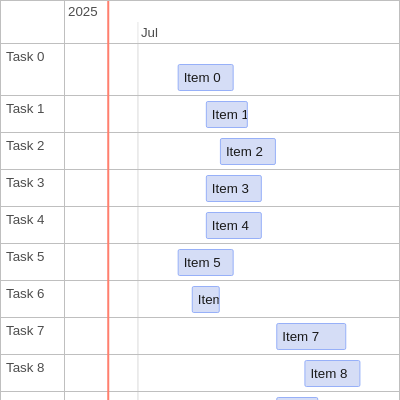 2025
Jul
Task 0
Item 0
Task 1
Item 1
Task 2
Item 2
Task 3
Item 3
Task 4
Item 4
Task 5
Item 5
Task 6
Item
Task 7
Item 7
Task 8
Item 8